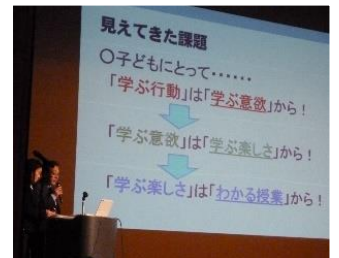 見えてきた課題
○子どもにとって‥‥‥
「学ぶ行動」は「学ぶ意欲」から！
「学ぶ意欲」は「学ぶ楽しさ」から！
「学ぶ楽しさ」は「わかる授業」から！